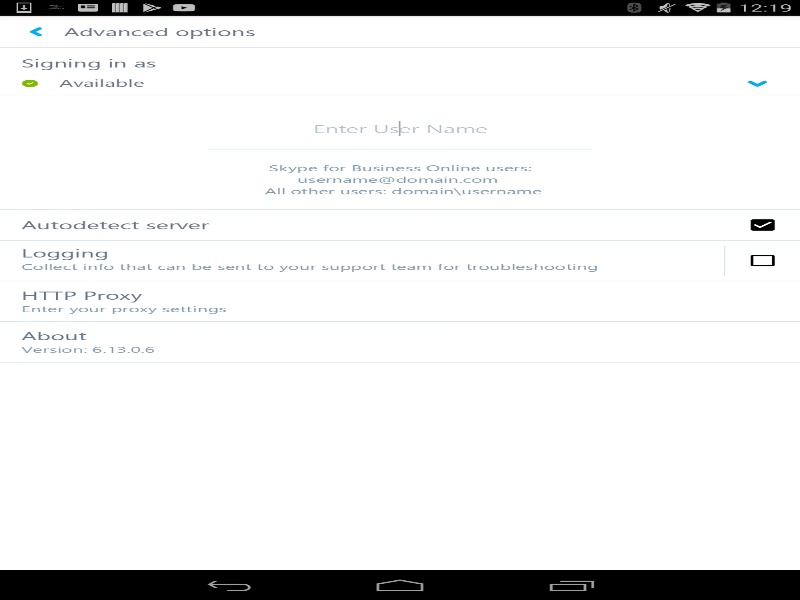 12:19
Advanced options
Signing in as
Available
Enter User Name
Skype for Business Online users:
username@domain.com
All other users: domain\username
Autodetect server
Logging
Collect info that can be sent to your support team for troubleshooting
HTTP Proxy
Enter your proxy settings
About
Version: 6.13.0.6